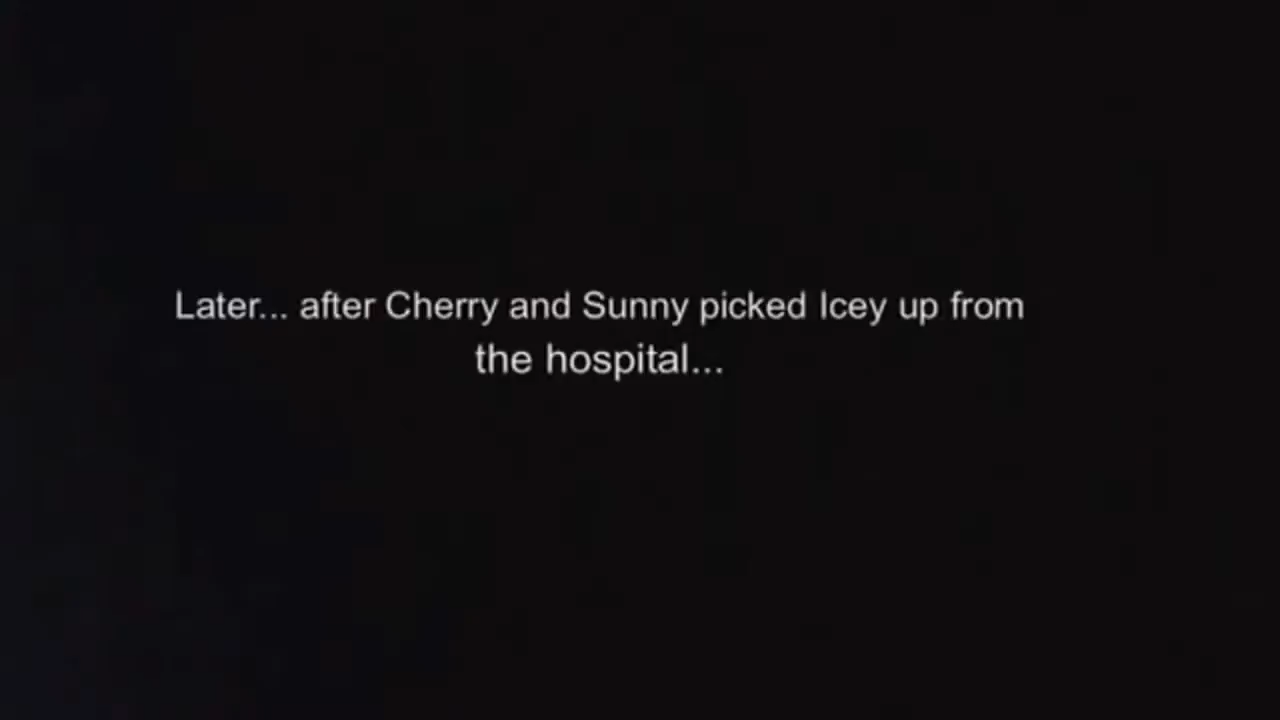 Later... after Cherry and Sunny picked Icey up from
the hospital...